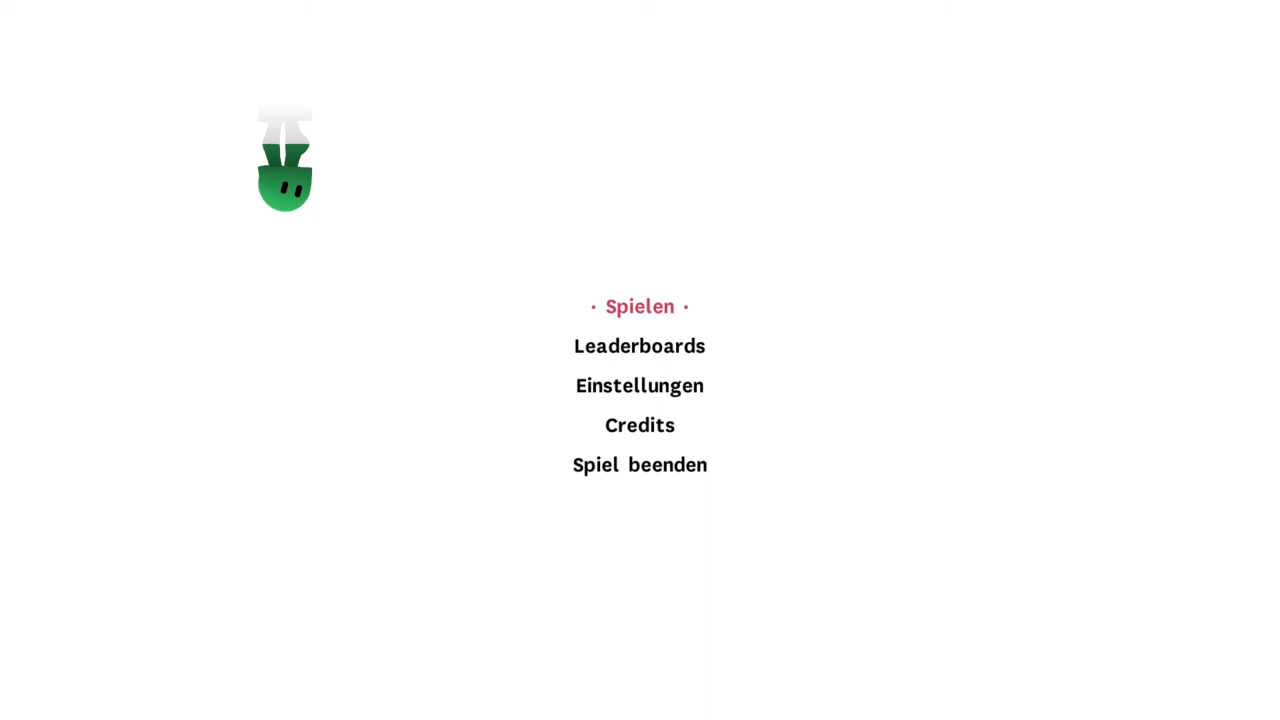 · Spielen ·
Leaderboards
Einstellungen
Credits
Spiel beenden